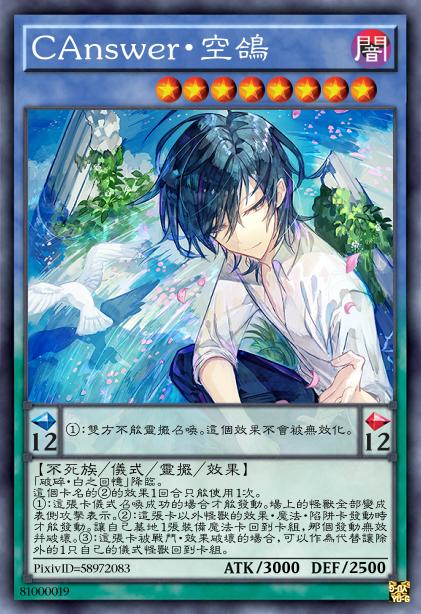 CAnswer・空鴿
闇
①:雙方不能靈擺召喚。這個效果不會被無效化。
12
12
【不死族/儀式/靈擺/效果】
「破碎・白之回憶」降臨。
這個卡名的②的效果1回合只能使用1次。
①:這張卡儀式召喚成功的場合才能發動。場上的怪獸全部變成
表側攻擊表示。②:這張卡以外怪獸的效果・魔法・陷阱卡發動時
才能發動。讓自己墓地1張裝備魔法卡回到卡組,那個發動無效
并破壞。③:這張卡被戰鬥・效果破壞的場合,可以作為代替讓除
外的1只自己的儀式怪獸回到卡組。
PixivID=58972083
ATK/3000 DEF/2500
81000019